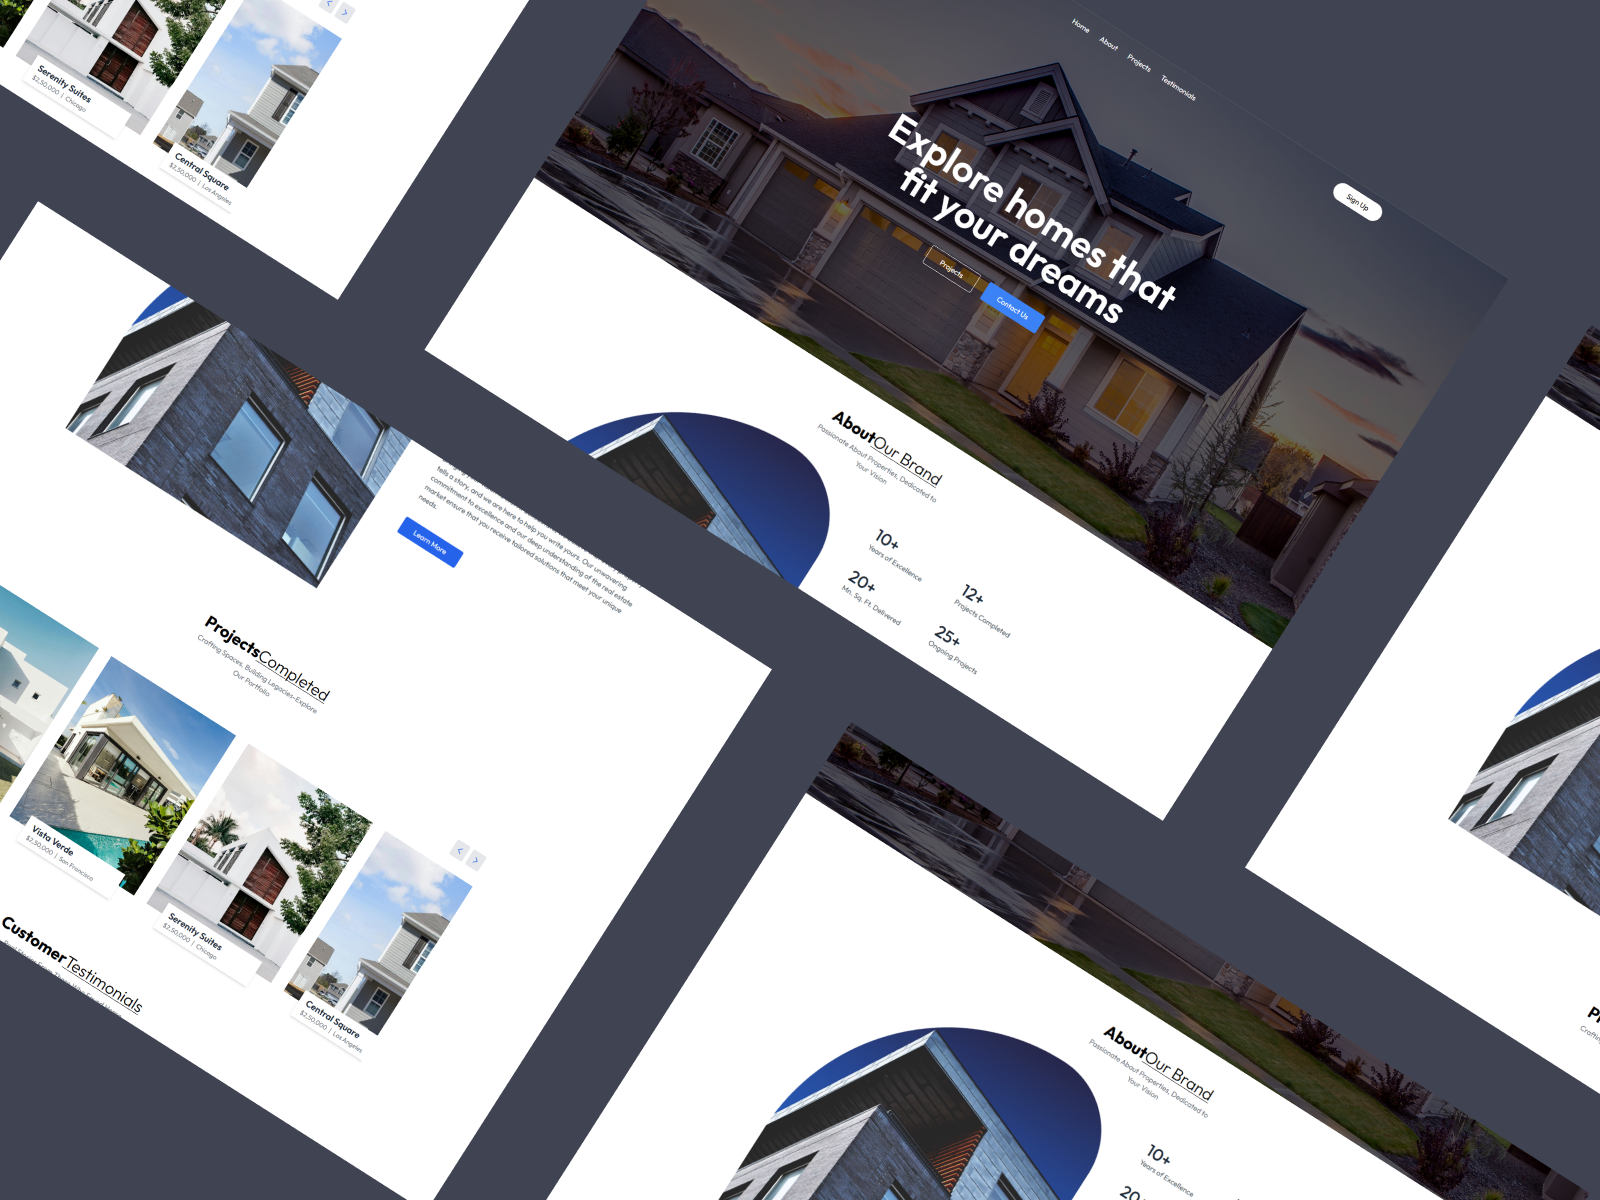 Serenity Suites
$2,50,000 | Chicago
Central Square
$2,50,000 | Los Angeles
Home
About
Projects
Testimonials
Sign Up
Explore homes that
fit your dreams
Projects
Contact Us
About Our Brand
Passionate About Properties, Dedicated to
Your Vision
10+
Years of Excellence
12+
Projects Completed
20+
Mn. Sq. Ft. Delivered
25+
Ongoing Projects
tells a story, and we are here to help you write yours. Our unwavering
commitment to excellence and our deep understanding of the real estate
market ensure that you receive tailored solutions that meet your unique
needs.
Learn More
Projects Completed
Crafting Spaces, Building Legacies—Explore
Our Portfolio
Vista Verde
$2,50,000 | San Francisco
Serenity Suites
$2,50,000 | Chicago
Central Square
$2,50,000 | Los Angeles
Customer Testimonials
About Our Brand
Passionate About Properties, Dedicated to
Your Vision
10+
Years of Excellence
20